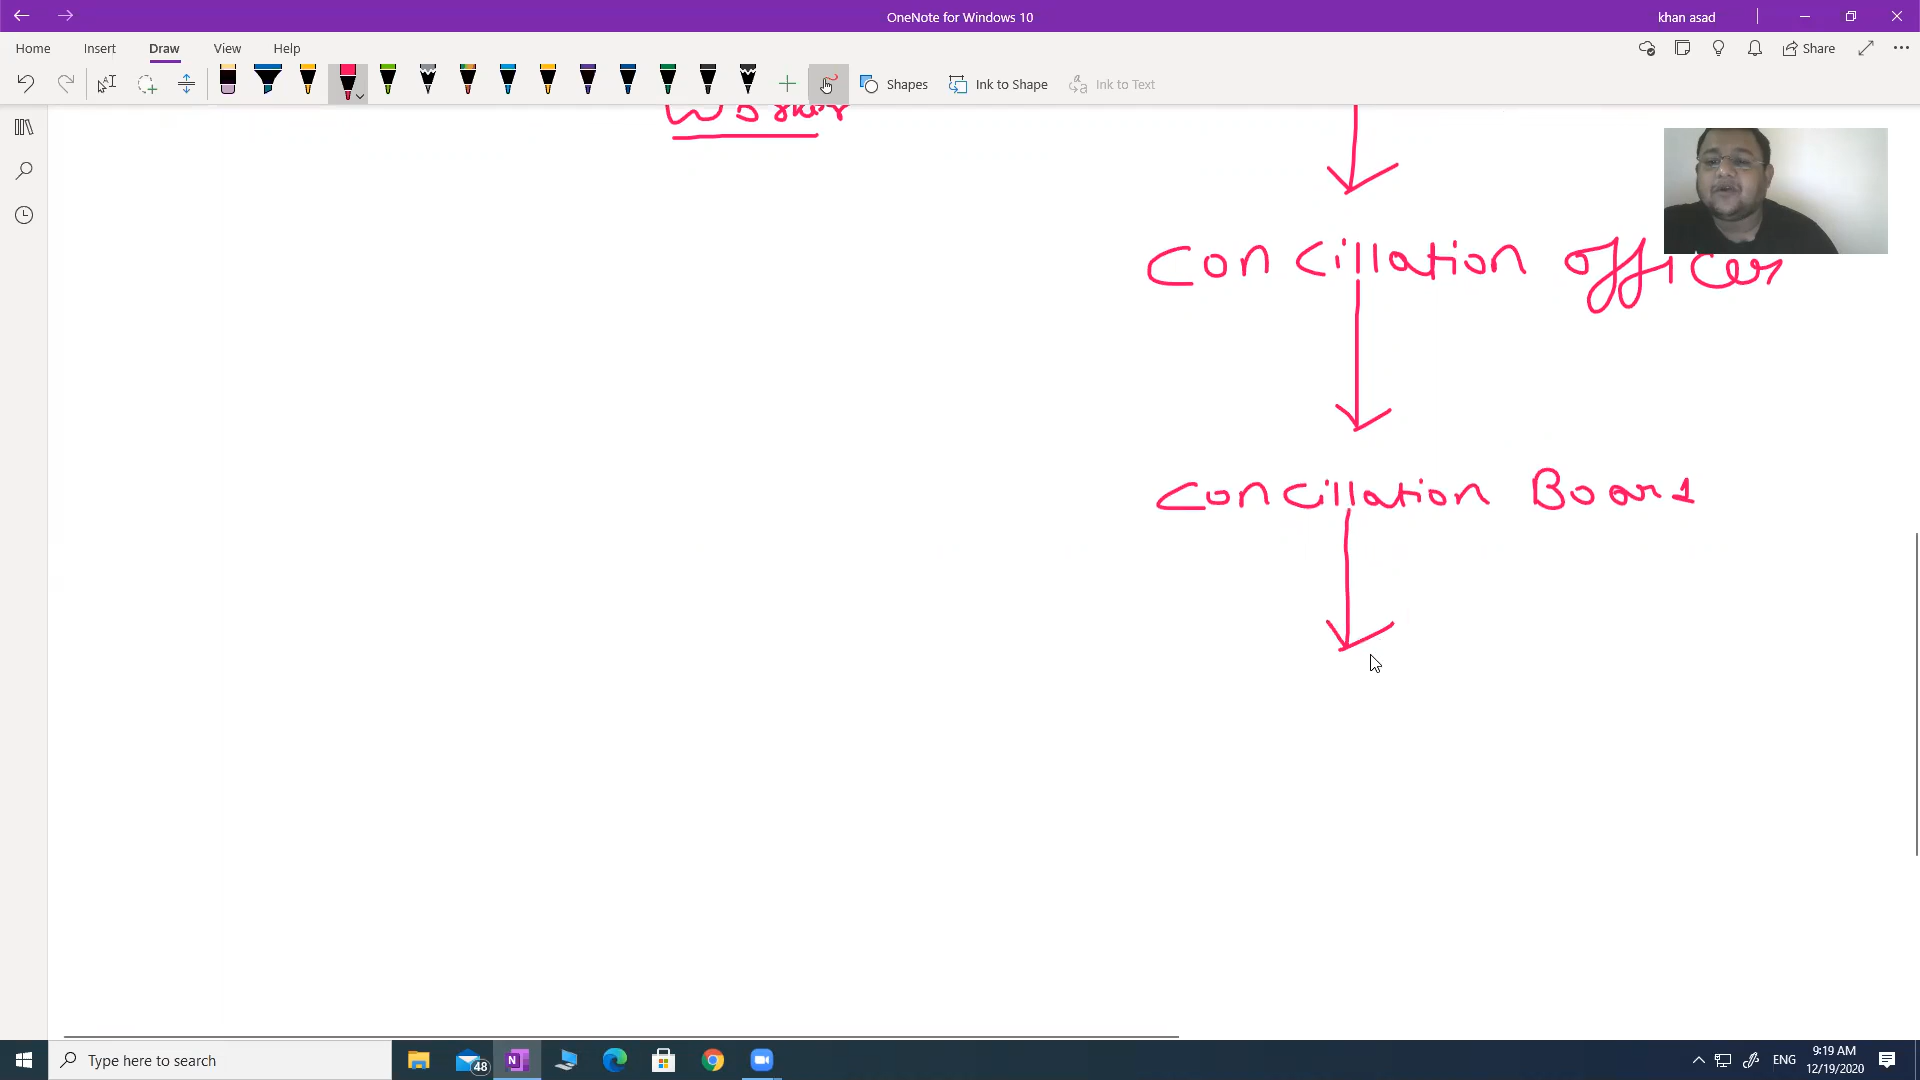 OneNote for Windows 10
khan asad
Home Insert Draw View Help
Share
Shapes
Ink to Shape
Ink to Text
Worker
Concillation officer
Concillation Board
Type here to search
48
N
ENG
9:19 AM
12/19/2020